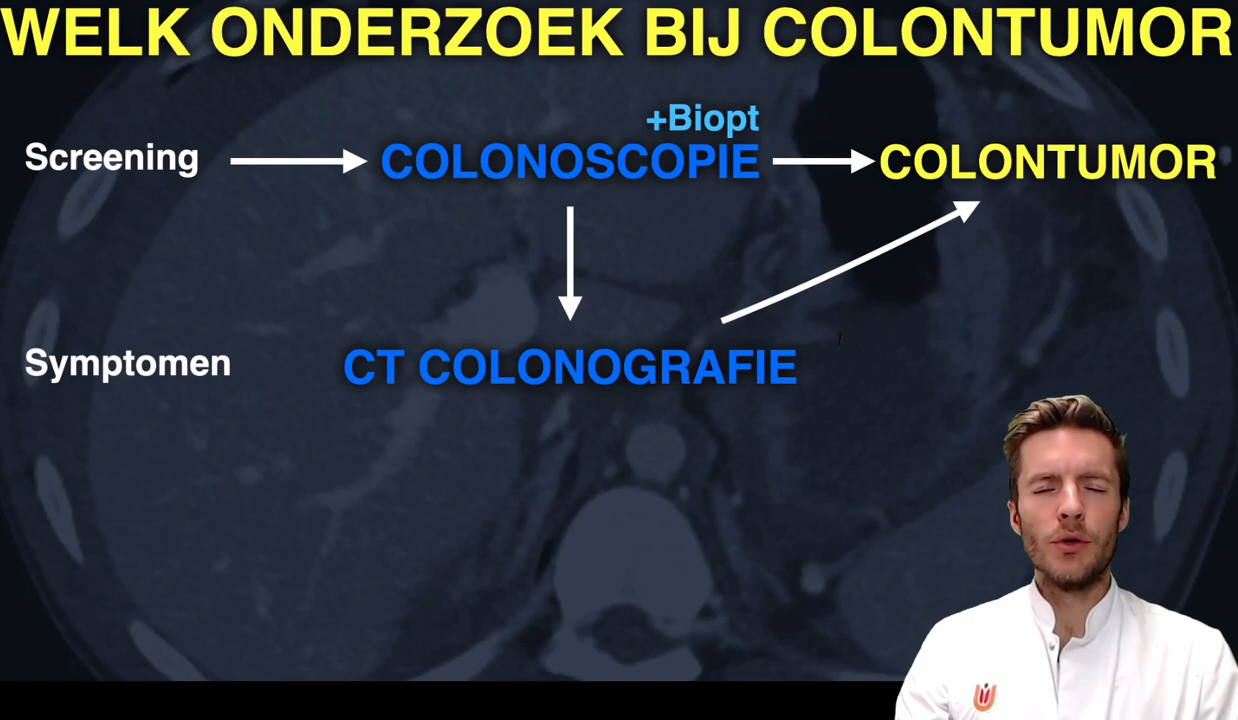 WELK ONDERZOEK BIJ COLONTUMOR
+Biopt
Screening
COLONOSCOPIE
COLONTUMOR
Symptomen
CT COLONOGRAFIE